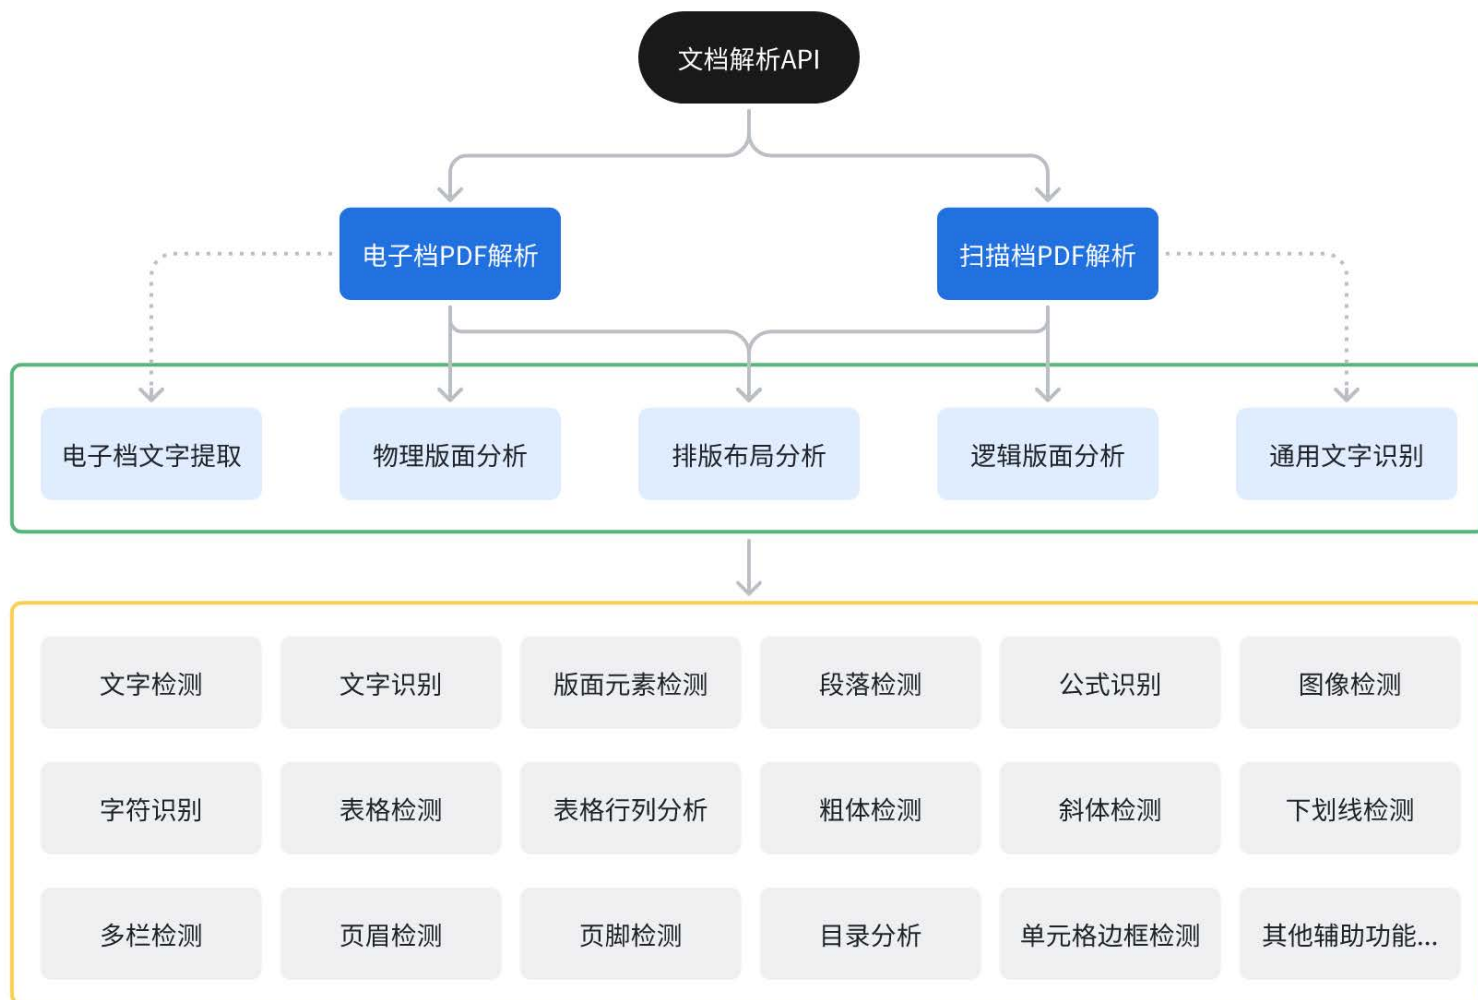 文档解析API
电子档PDF解析
扫描档PDF解析
电子档文字提取
物理版面分析
排版布局分析
逻辑版面分析
通用文字识别
文字检测
文字识别
版面元素检测
段落检测
公式识别
图像检测
字符识别
表格检测
表格行列分析
粗体检测
斜体检测
下划线检测
多栏检测
页眉检测
页脚检测
目录分析
单元格边框检测
其他辅助功能...